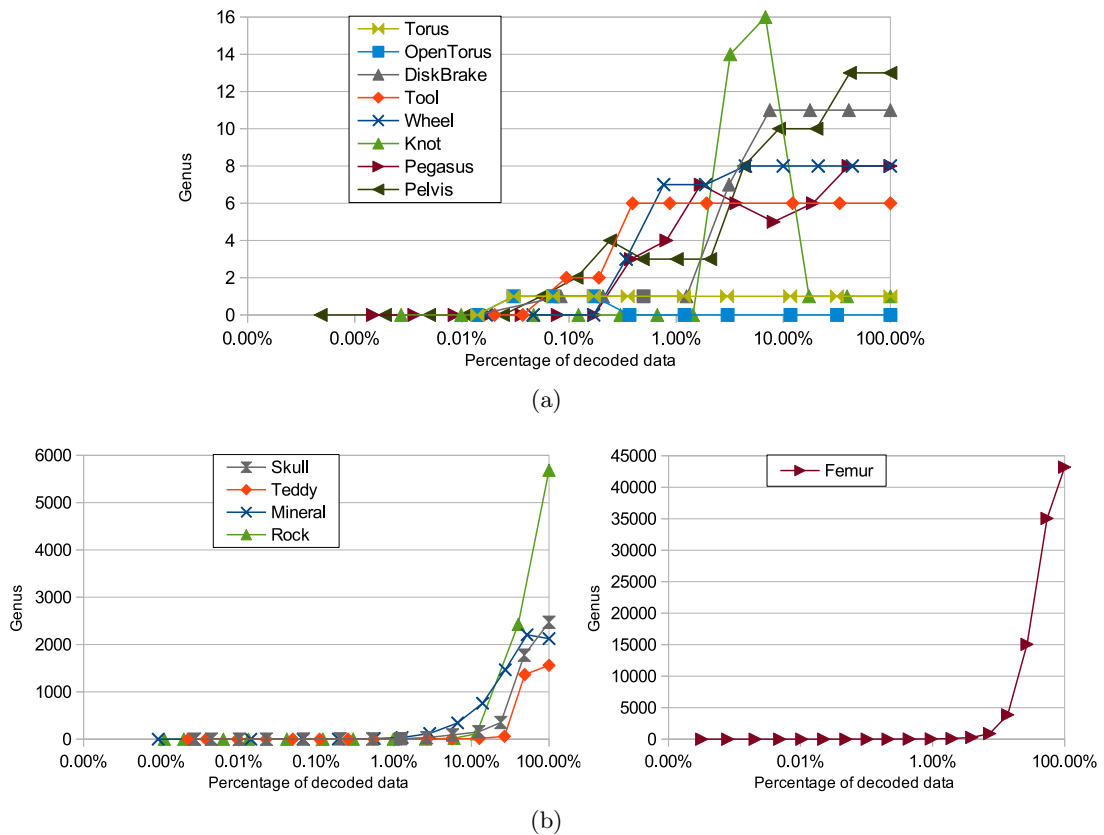 16
14
12
10
8
6
4
2
0
Genus
Torus
OpenTorus
DiskBrake
Tool
Wheel
Knot
Pegasus
Pelvis
0.00% 0.00% 0.01% 0.10% 1.00% 10.00% 100.00%
Percentage of decoded data
(a)
6000
5000
4000
3000
2000
1000
0
Genus
Skull
Teddy
Mineral
Rock
0.00% 0.00% 0.01% 0.10% 1.00% 10.00% 100.00%
Percentage of decoded data
45000
40000
35000
30000
25000
20000
15000
10000
5000
0
Genus
Femur
0.00% 0.01% 1.00% 100.00%
Percentage of decoded data
(b)